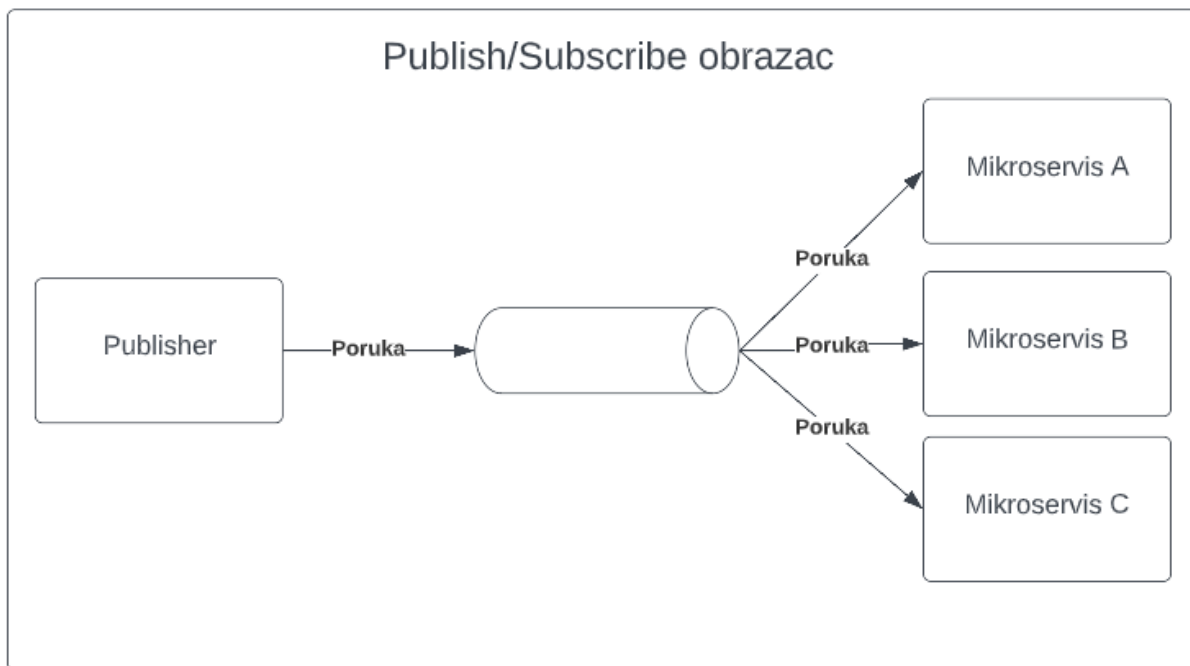 Publish/Subscribe obrazac
Mikroservis A
Poruka
Publisher
Poruka
Poruka
Mikroservis B
Poruka
Mikroservis C